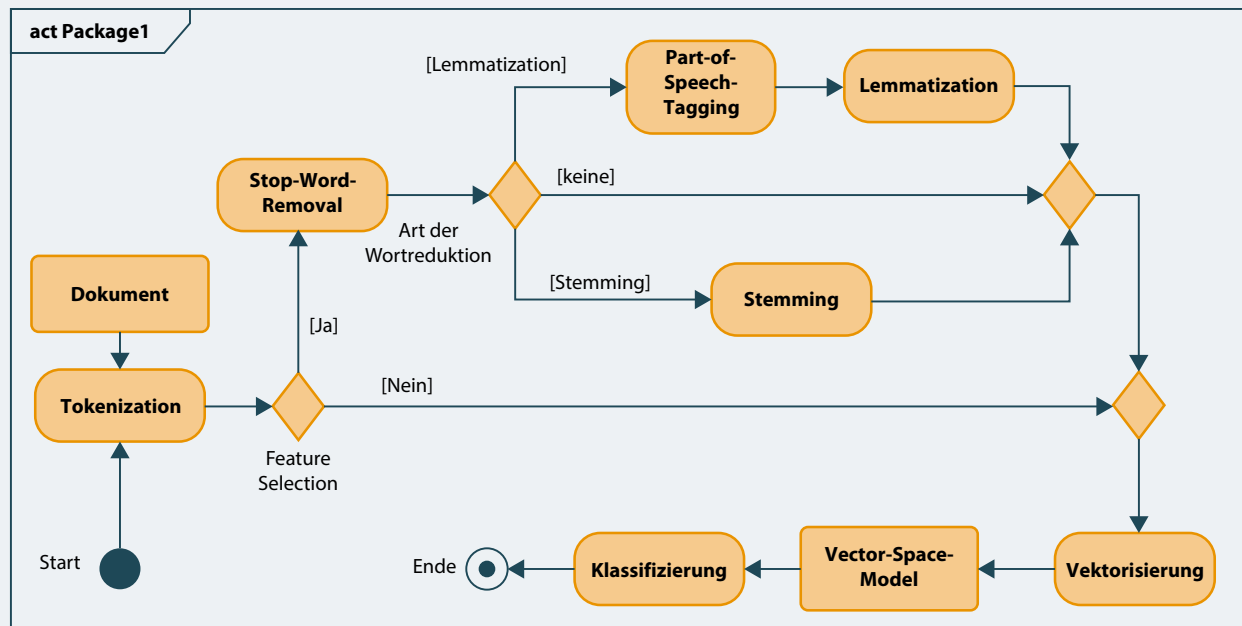 act Package1
[Lemmatization]
Part-of-
Speech-
Tagging
Lemmatization
Stop-Word-
Removal
[keine]
Art der
Wortreduktion
[Stemming]
Stemming
Dokument
[Ja]
Tokenization
[Nein]
Feature
Selection
Start
Ende
Klassifizierung
Vector-Space-
Model
Vektorisierung